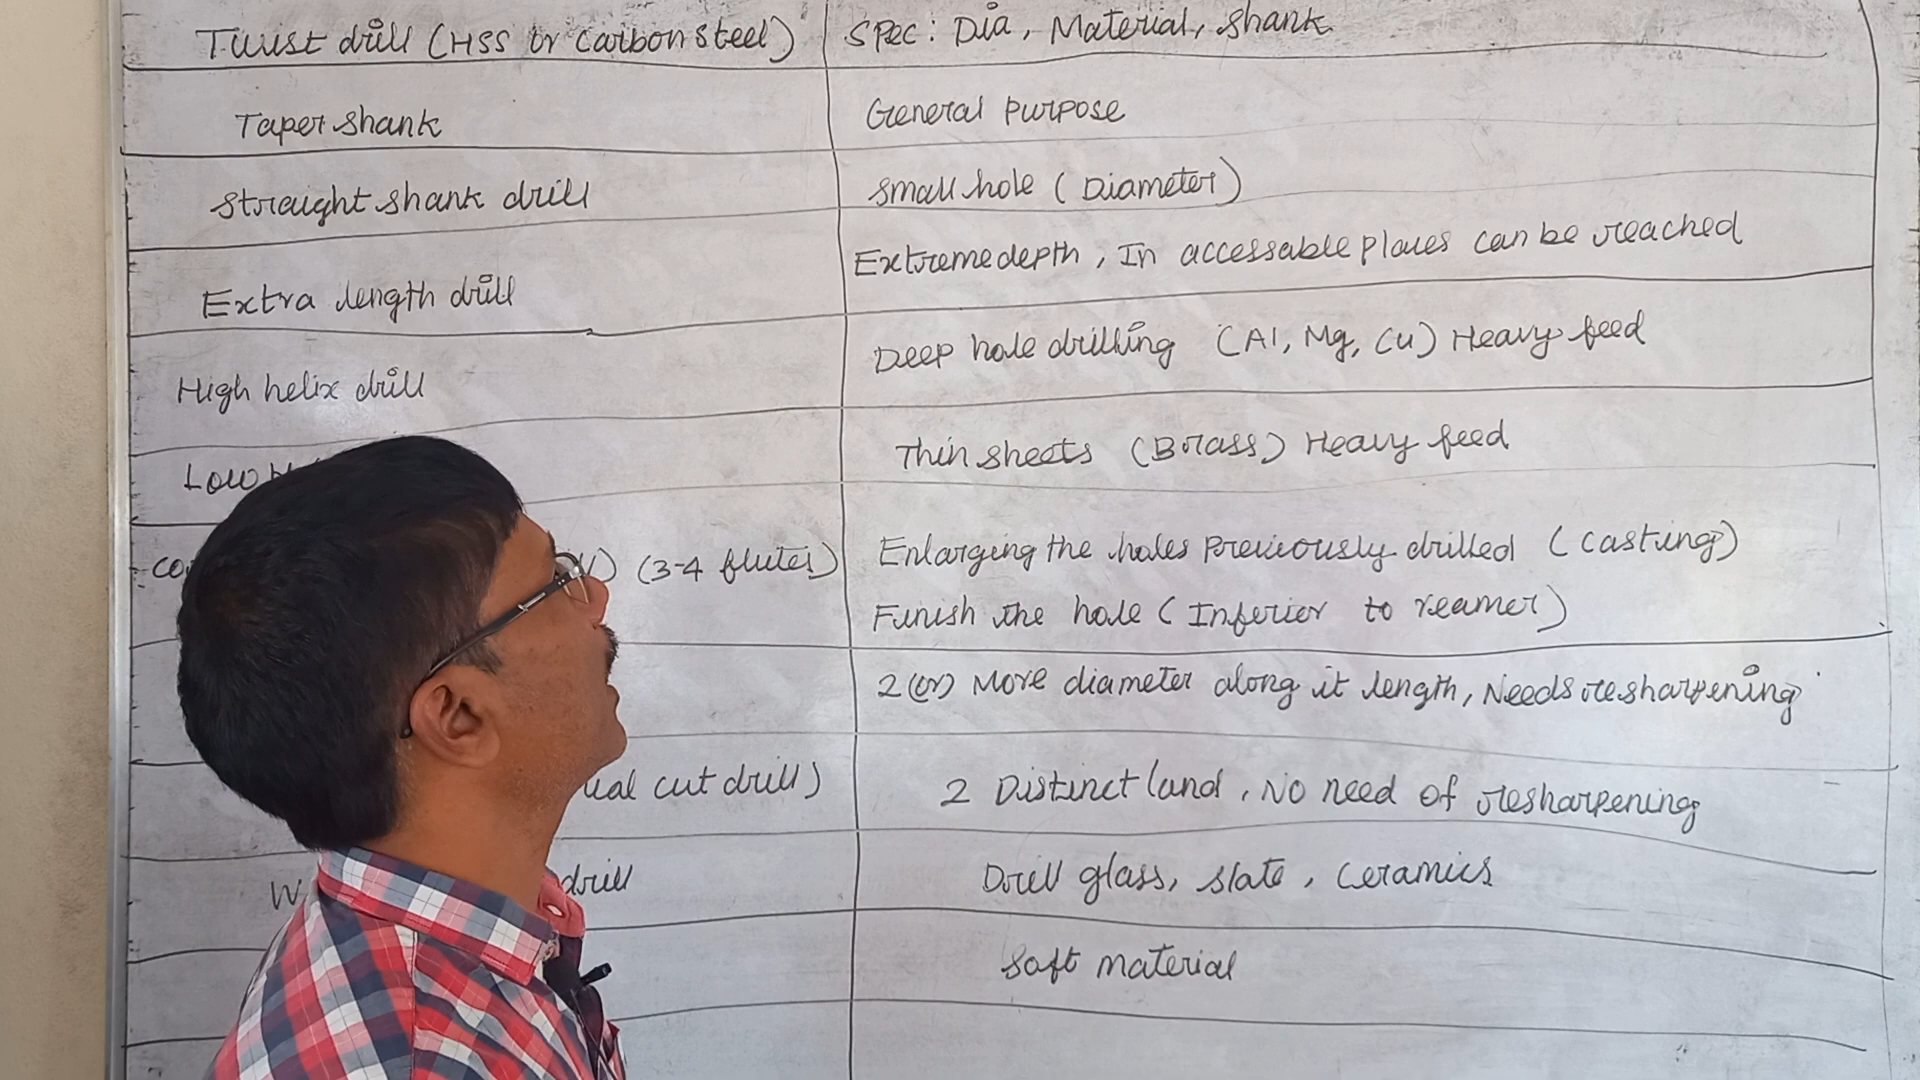 Twist drill (HSS or Carbon steel) Spec: Dia, Material, shank
Taper shank General purpose
Straight shank drill Small hole (Diameter)
Extra length drill Extreme depth, In accessable places can be reached
High helix drill Deep hole drilling (Al, Mg, Cu) Heavy feed
Low Thin sheets (Brass) Heavy feed
(3-4 flutes) Enlarging the holes previously drilled (casting)
Finish the hole (Inferior to reamer)
2 (or) More diameter along it length, Needs resharpening
cut drill) 2 Distinct land, No need of resharpening
drill Drill glass, slate, ceramics
Soft material